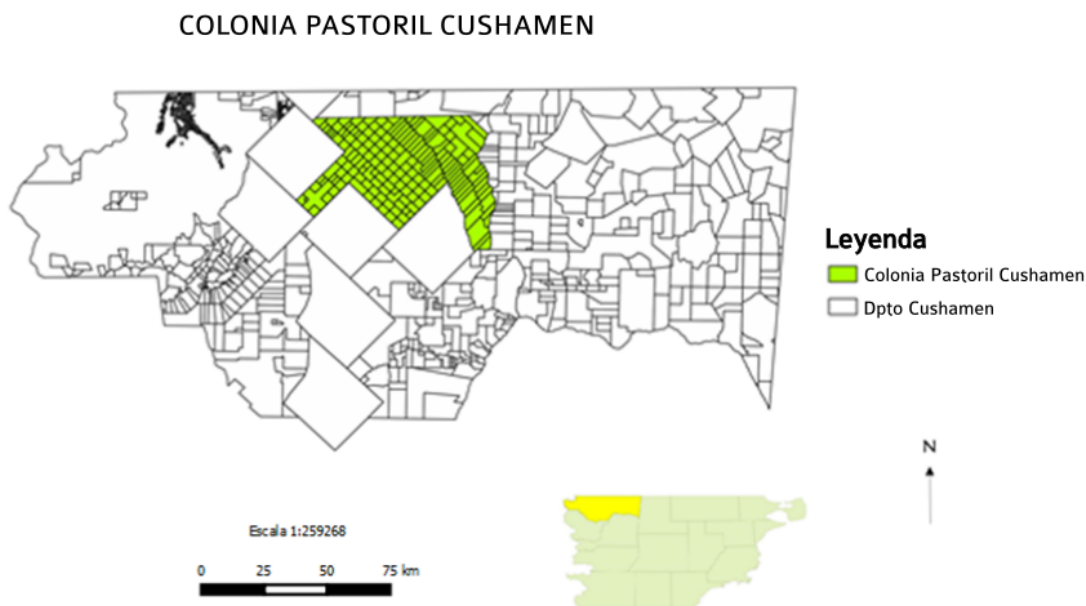 COLONIA PASTORIL CUSHAMEN
Leyenda
Colonia Pastoril Cushamen
Dpto Cushamen
N
Escala 1:259268
0 25 50 75 km